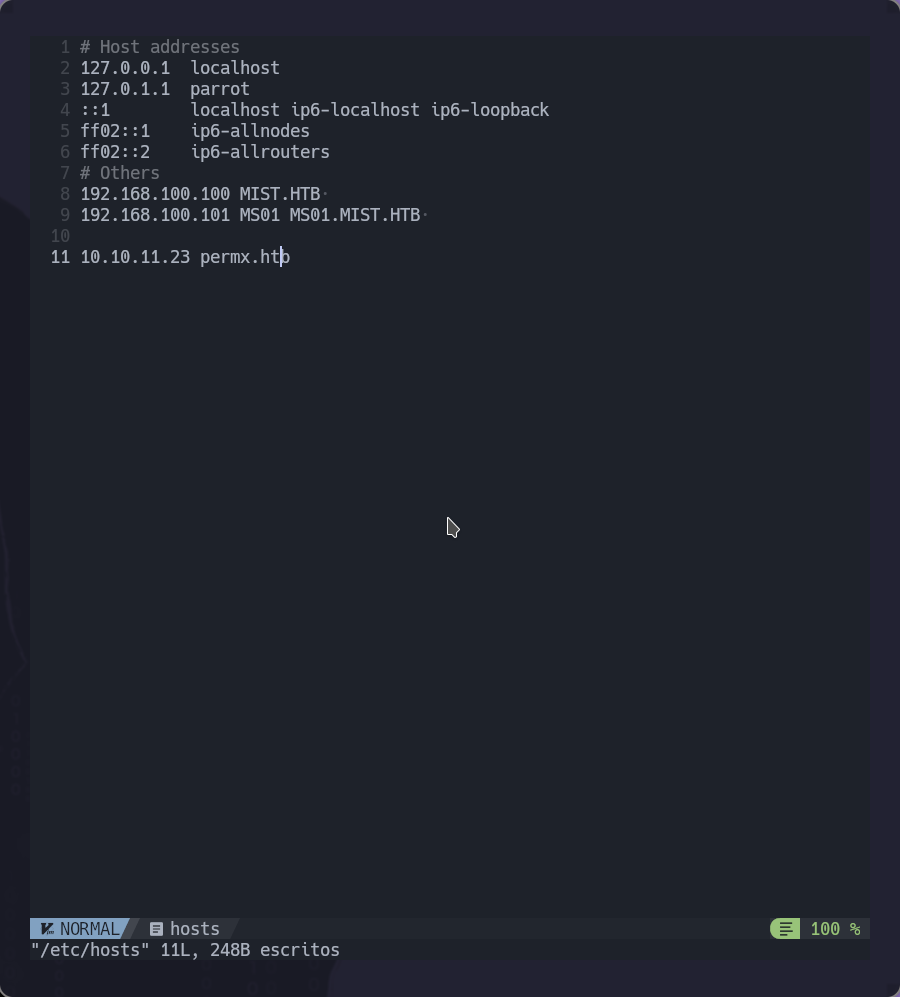 1 # Host addresses
2 127.0.0.1  localhost
3 127.0.1.1  parrot
4 ::1        localhost ip6-localhost ip6-loopback
5 ff02::1    ip6-allnodes
6 ff02::2    ip6-allrouters
7 # Others
8 192.168.100.100 MIST.HTB·
9 192.168.100.101 MS01 MS01.MIST.HTB·
10
11 10.10.11.23 permx.htb
NORMAL hosts 100 %
"/etc/hosts" 11L, 248B escritos